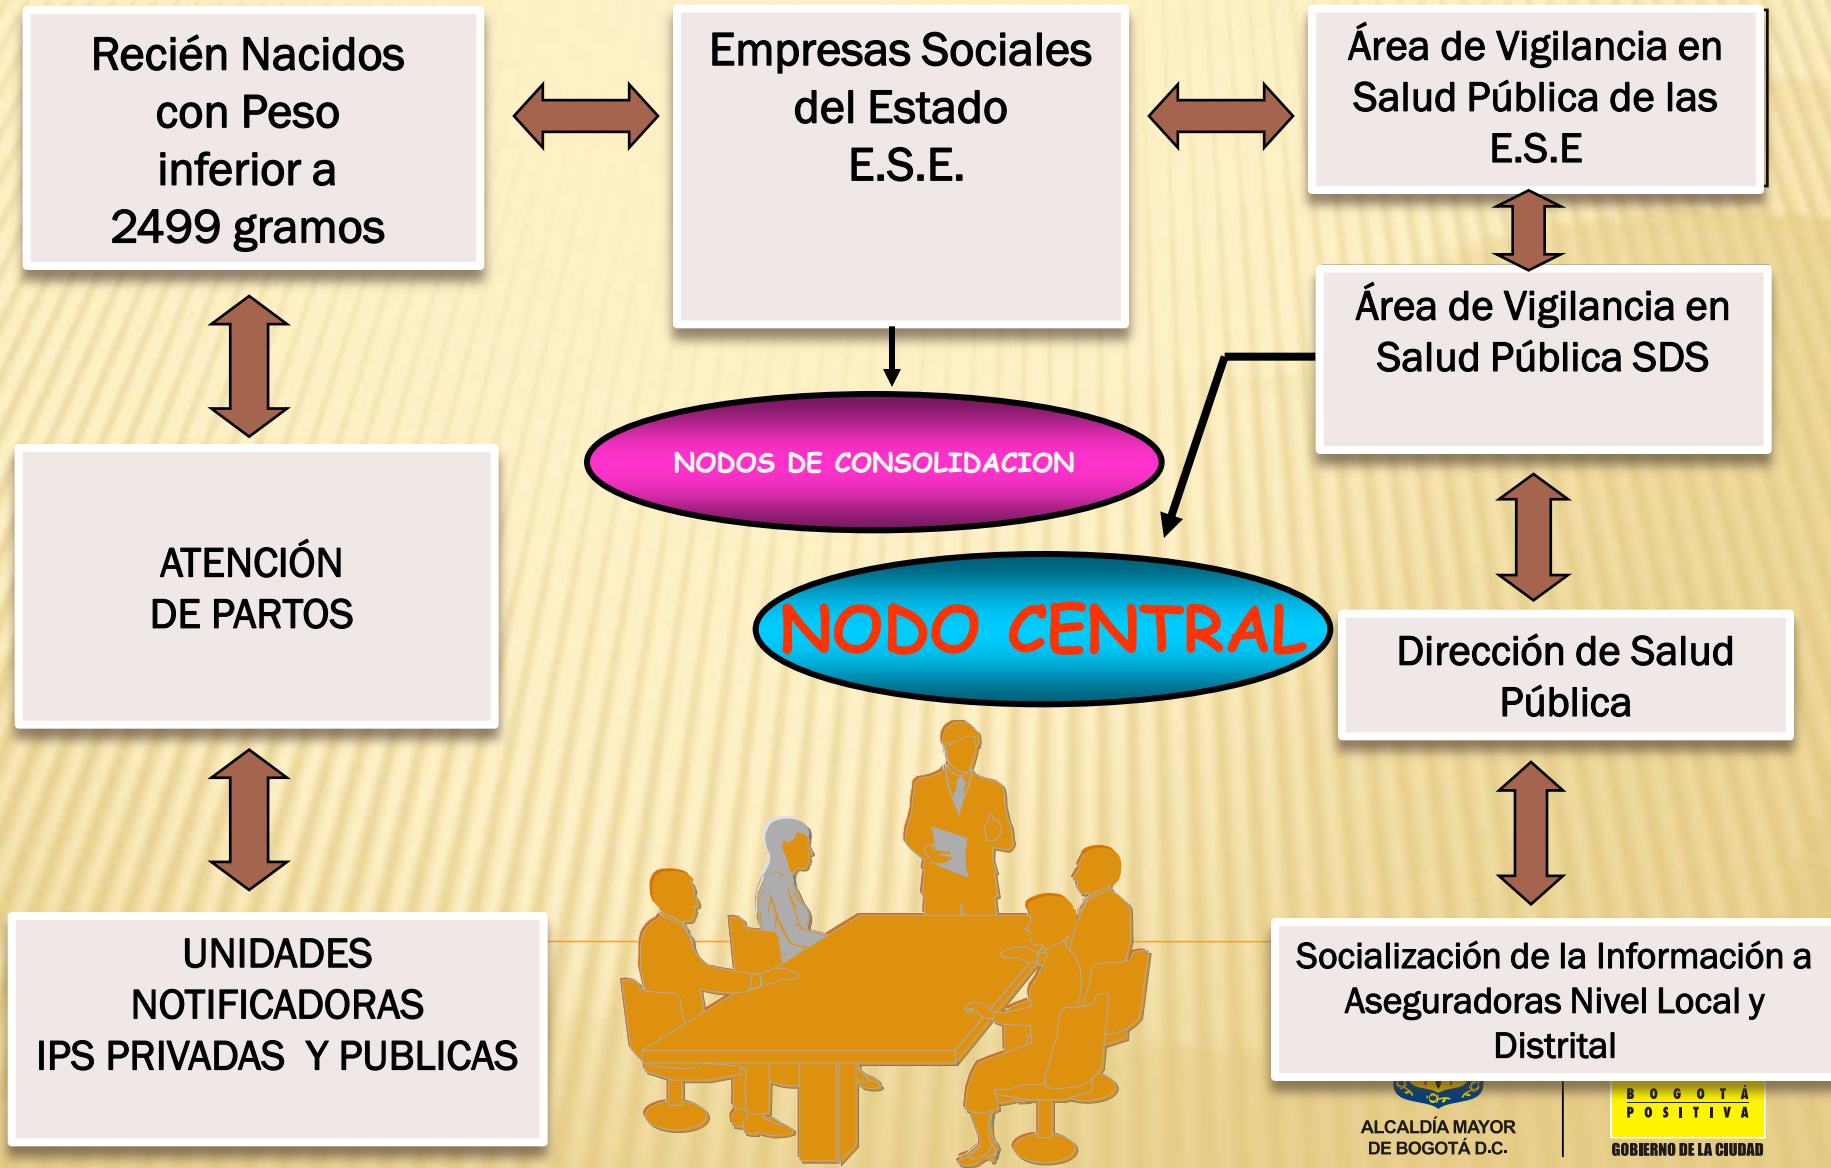 Recién Nacidos
con Peso
inferior a
2499 gramos
Empresas Sociales
del Estado
E.S.E.
Área de Vigilancia en
Salud Pública de las
E.S.E
Área de Vigilancia en
Salud Pública SDS
NODOS DE CONSOLIDACION
ATENCIÓN
DE PARTOS
NODO CENTRAL
Dirección de Salud
Pública
UNIDADES
NOTIFICADORAS
IPS PRIVADAS Y PUBLICAS
Socialización de la Información a
Aseguradoras Nivel Local y
Distrital
ALCALDÍA MAYOR
DE BOGOTÁ D.C.
BOGOTÁ
POSITIVA
GOBIERNO DE LA CIUDAD